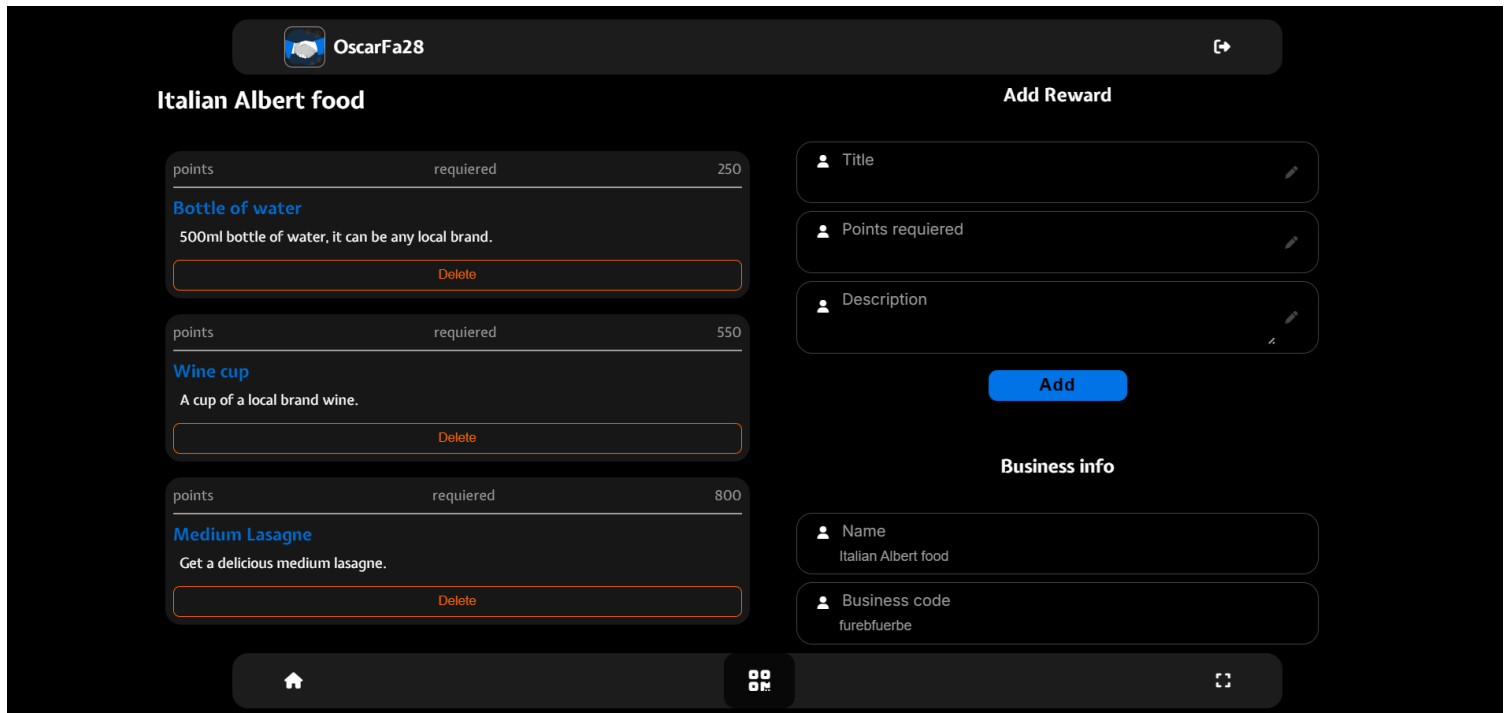 OscarFa28
Italian Albert food
points requiered 250
Bottle of water
500ml bottle of water, it can be any local brand.
Delete
points requiered 550
Wine cup
A cup of a local brand wine.
Delete
points requiered 800
Medium Lasagne
Get a delicious medium lasagne.
Delete
Add Reward
Title
Points requiered
Description
Add
Business info
Name
Italian Albert food
Business code
furebfuerbe